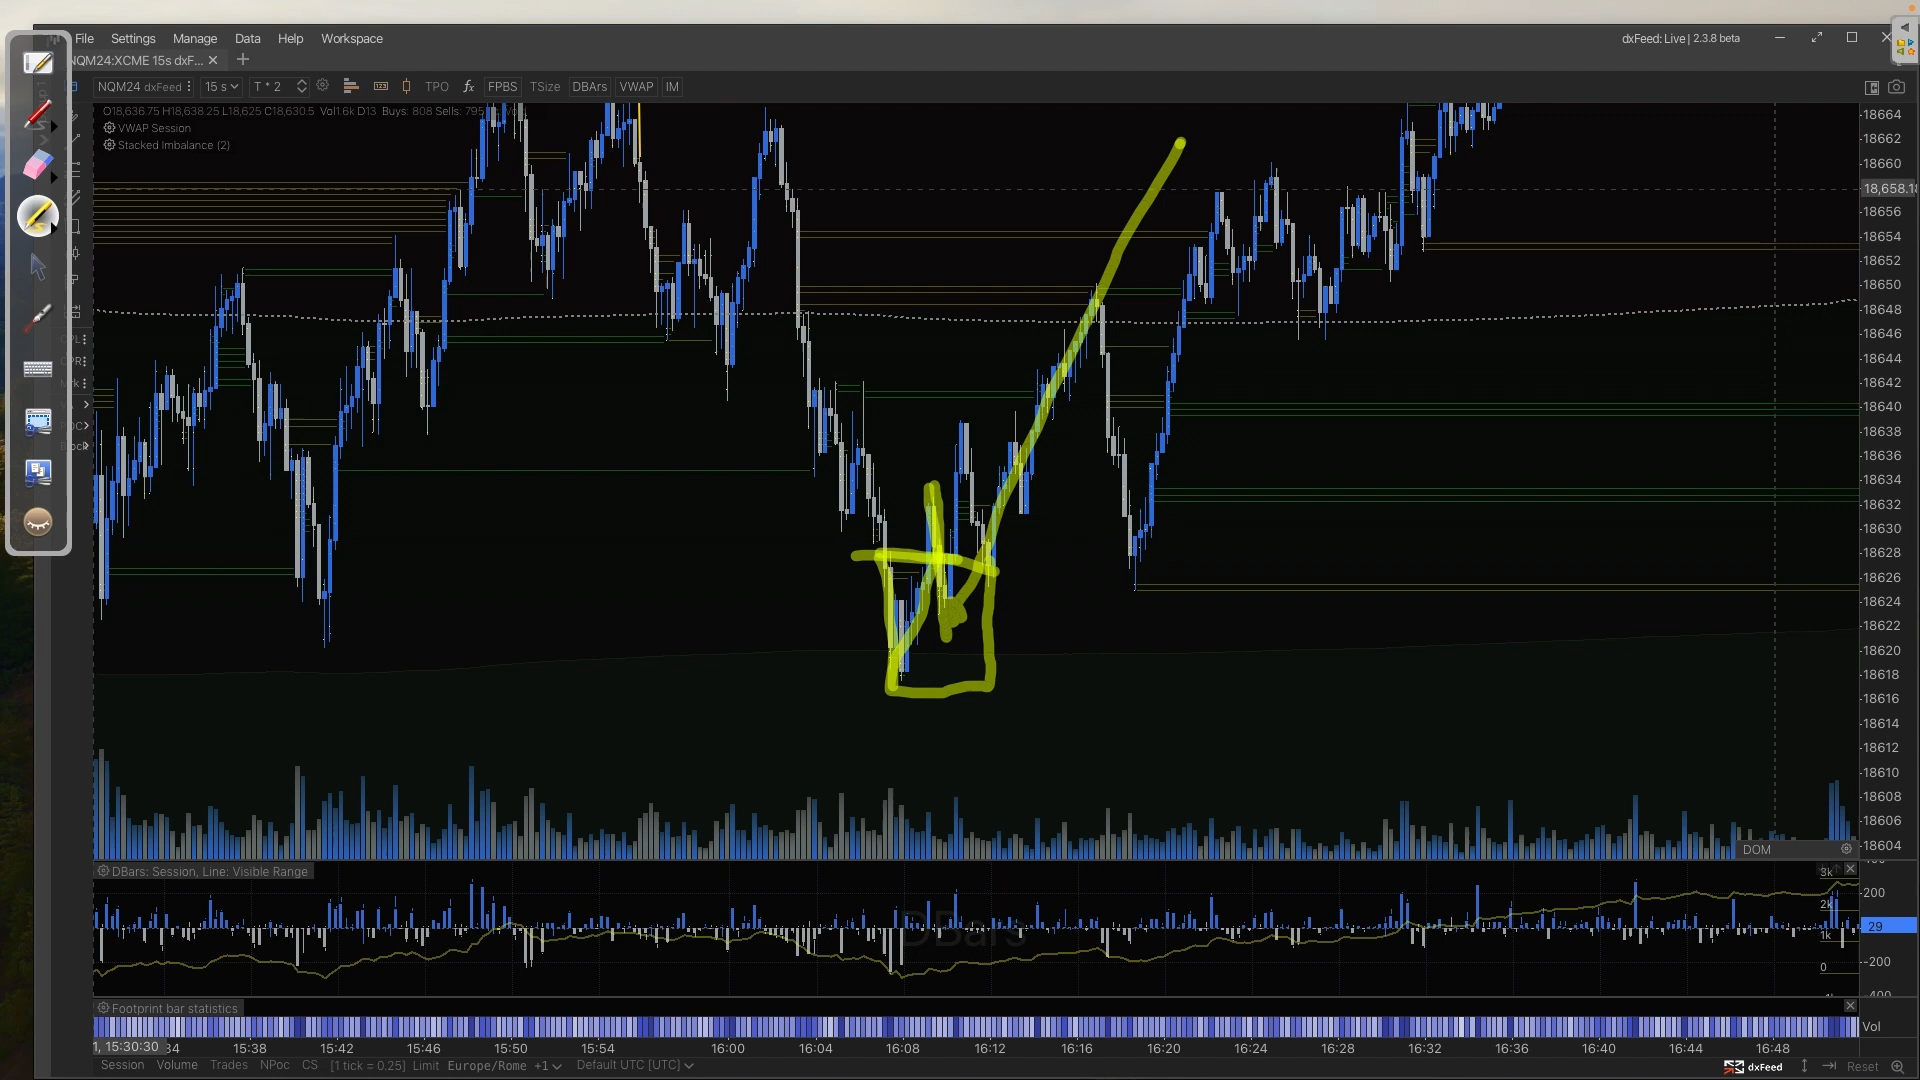 File Settings Manage Data Help Workspace
dxFeed: Live | 2.3.8 beta
NQM24:XCME 15s dxF...
NQM24 dxFeed 15 s T * 2 123 TPO fx FPBS TSize DBArs VWAP IM
O18,636.75 H18,638.25 L18,625 C18,630.5 Vol1.6k D13 Buys: 808 Sells: 795
VWAP Session
Stacked Imbalance (2)
18664
18662
18660
18,658.1
18656
18654
18652
18650
18648
18646
18644
18642
18640
18638
18636
18634
18632
18630
18628
18626
18624
18622
18620
18618
18616
18614
18612
18610
18608
18606
18604
DOM
DBars: Session, Line: Visible Range
3k
200
2k
DBars
29
1k
-200
0
-400
Footprint bar statistics
Vol
1, 15:30:30 34 15:38 15:42 15:46 15:50 15:54 16:00 16:04 16:08 16:12 16:16 16:20 16:24 16:28 16:32 16:36 16:40 16:44 16:48
Session Volume Trades NPoc CS [1 tick = 0.25] Limit Europe/Rome +1 Default UTC [UTC] dxFeed Reset